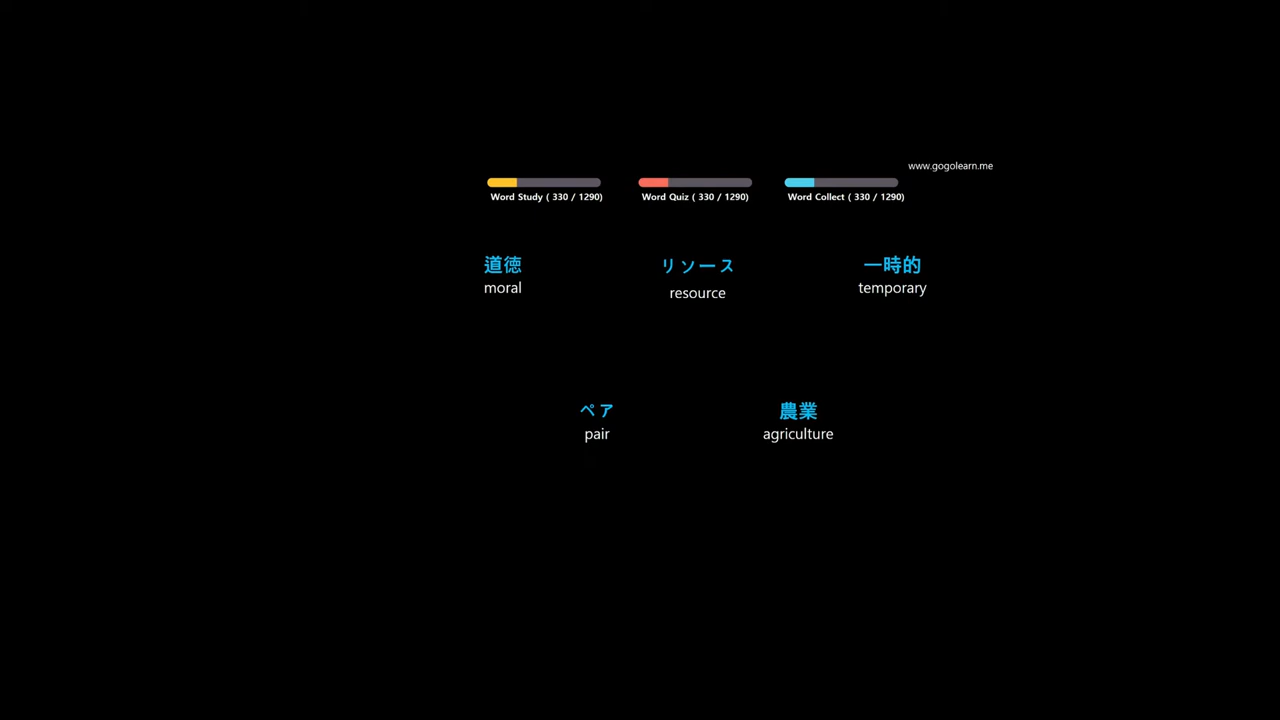 www.gogolearn.me
Word Study ( 330 / 1290)
Word Quiz ( 330 / 1290)
Word Collect ( 330 / 1290)
道徳
moral
リソース
resource
一時的
temporary
ペア
pair
農業
agriculture